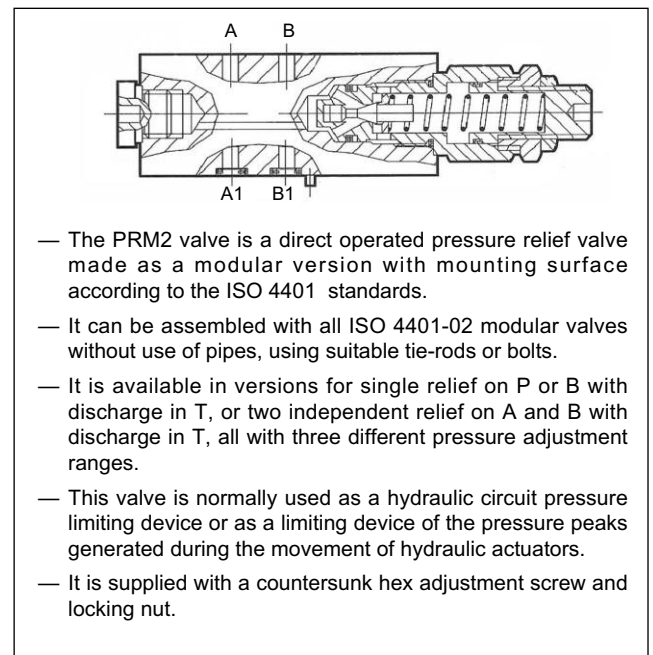 A B
A1 B1
— The PRM2 valve is a direct operated pressure relief valve
made as a modular version with mounting surface
according to the ISO 4401 standards.
— It can be assembled with all ISO 4401-02 modular valves
without use of pipes, using suitable tie-rods or bolts.
— It is available in versions for single relief on P or B with
discharge in T, or two independent relief on A and B with
discharge in T, all with three different pressure adjustment
ranges.
— This valve is normally used as a hydraulic circuit pressure
limiting device or as a limiting device of the pressure peaks
generated during the movement of hydraulic actuators.
— It is supplied with a countersunk hex adjustment screw and
locking nut.